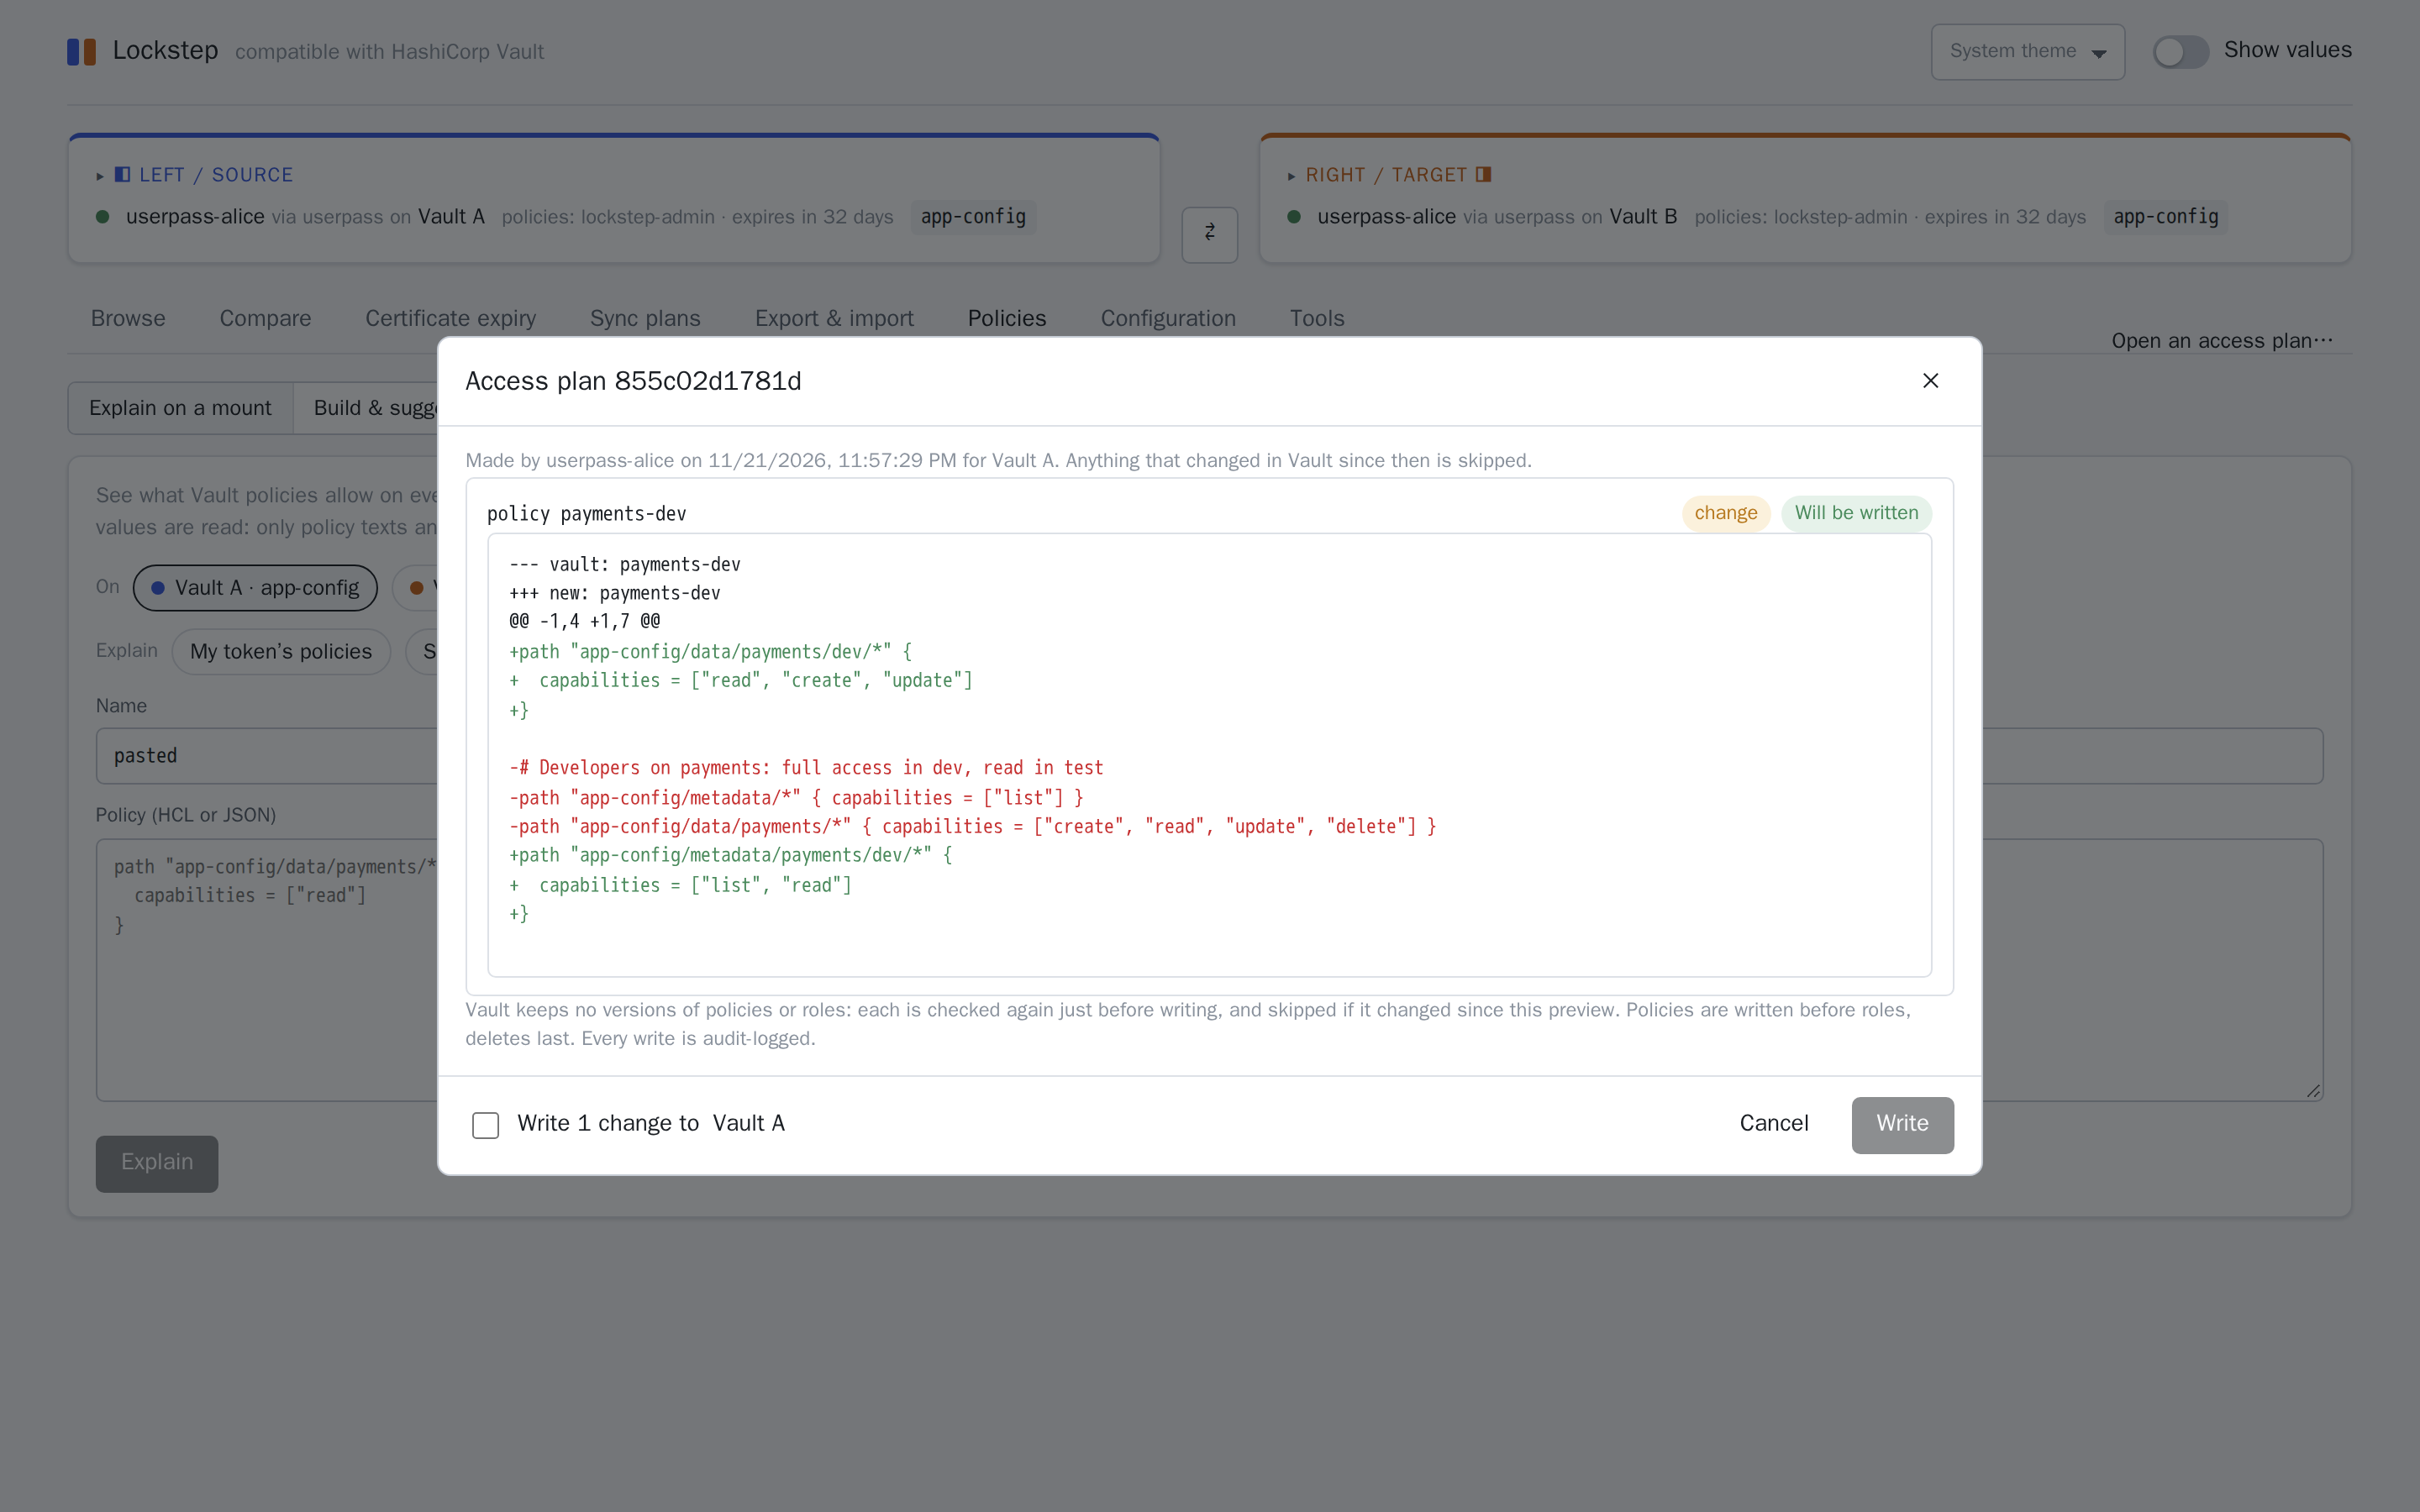 Lockstep compatible with HashiCorp Vault
System theme
Show values
LEFT / SOURCE
userpass-alice via userpass on Vault A policies: lockstep-admin · expires in 32 days app-config
RIGHT / TARGET
userpass-alice via userpass on Vault B policies: lockstep-admin · expires in 32 days app-config
Browse Compare Certificate expiry Sync plans Export & import Policies Configuration Tools
Open an access plan…
Explain on a mount
Build &
Access plan 855c02d1781d
Made by userpass-alice on 11/21/2026, 11:57:29 PM for Vault A. Anything that changed in Vault since then is skipped.
policy payments-dev
change
Will be written
--- vault: payments-dev
+++ new: payments-dev
@@ -1,4 +1,7 @@
+path "app-config/data/payments/dev/*" {
+  capabilities = ["read", "create", "update"]
+}
-# Developers on payments: full access in dev, read in test
-path "app-config/metadata/*" { capabilities = ["list"] }
-path "app-config/data/payments/*" { capabilities = ["create", "read", "update", "delete"] }
+path "app-config/metadata/payments/dev/*" {
+  capabilities = ["list", "read"]
+}
Vault keeps no versions of policies or roles: each is checked again just before writing, and skipped if it changed since this preview. Policies are written before roles,
deletes last. Every write is audit-logged.
Write 1 change to Vault A
Cancel
Write
See what Vault policies allow on
values are read: only policy texts
On
Vault A · app-config
Explain
My token’s policies
Name
pasted
Policy (HCL or JSON)
path "app-config/data/payments/*
capabilities = ["read"]
}
Explain